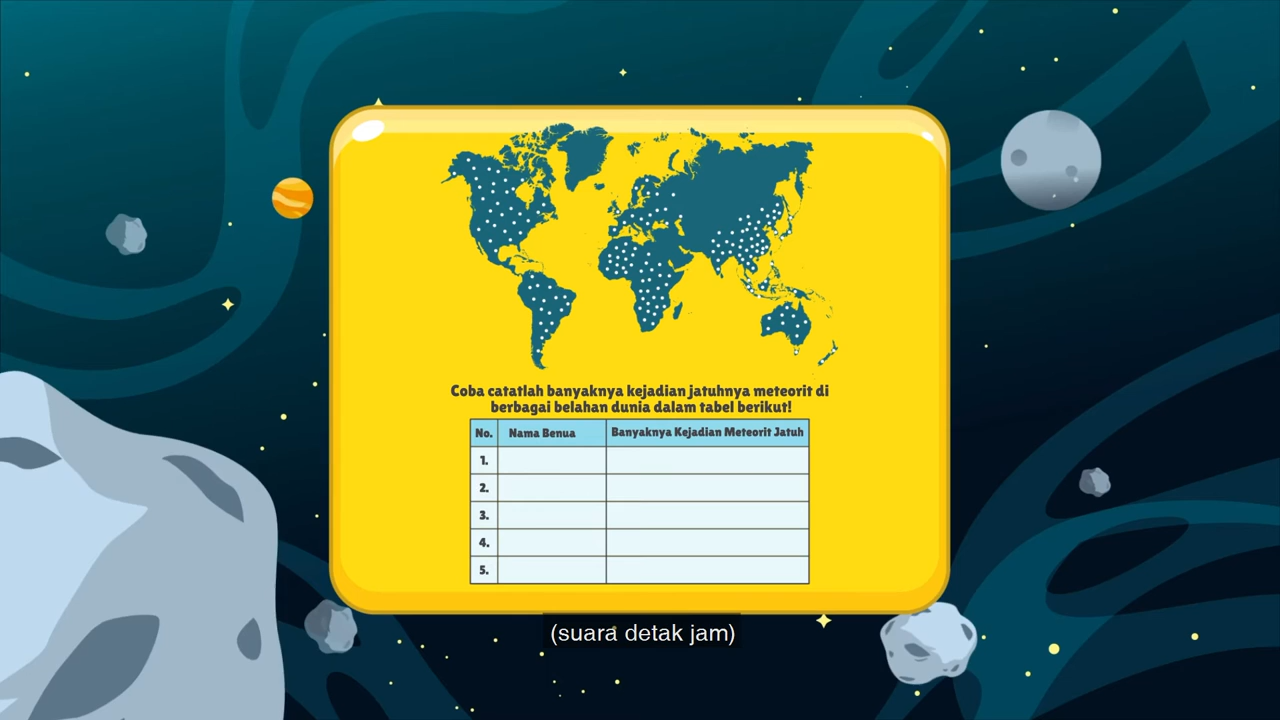 Coba catatlah banyaknya kejadian jatuhnya meteorit di
berbagai belahan dunia dalam tabel berikut!
No. Nama Benua Banyaknya Kejadian Meteorit Jatuh
1.
2.
3.
4.
5.
(suara detak jam)